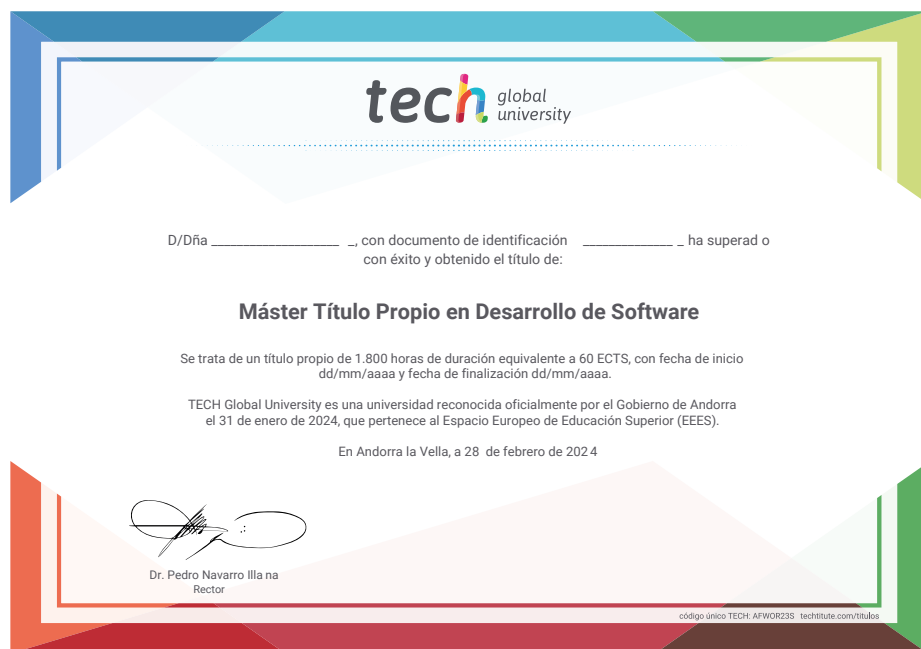 tech global university
D/Dña ____________________ _, con documento de identificación ______________ _ ha superad o
con éxito y obtenido el título de:
Máster Título Propio en Desarrollo de Software
Se trata de un título propio de 1.800 horas de duración equivalente a 60 ECTS, con fecha de inicio
dd/mm/aaaa y fecha de finalización dd/mm/aaaa.
TECH Global University es una universidad reconocida oficialmente por el Gobierno de Andorra
el 31 de enero de 2024, que pertenece al Espacio Europeo de Educación Superior (EEES).
En Andorra la Vella, a 28 de febrero de 2024
Dr. Pedro Navarro Illa na
Rector
código único TECH: AFWOR23S techtitute.com/titulos